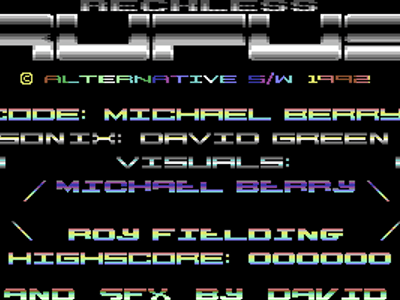 RECKLESS
RUFUS
© ALTERNATIVE S/W 1992
CODE: MICHAEL BERRY
SONIX: DAVID GREEN
VISUALS:
/ MICHAEL BERRY \
\ ROY FIELDING /
HIGHSCORE: 000000
AND SFX BY DAVID